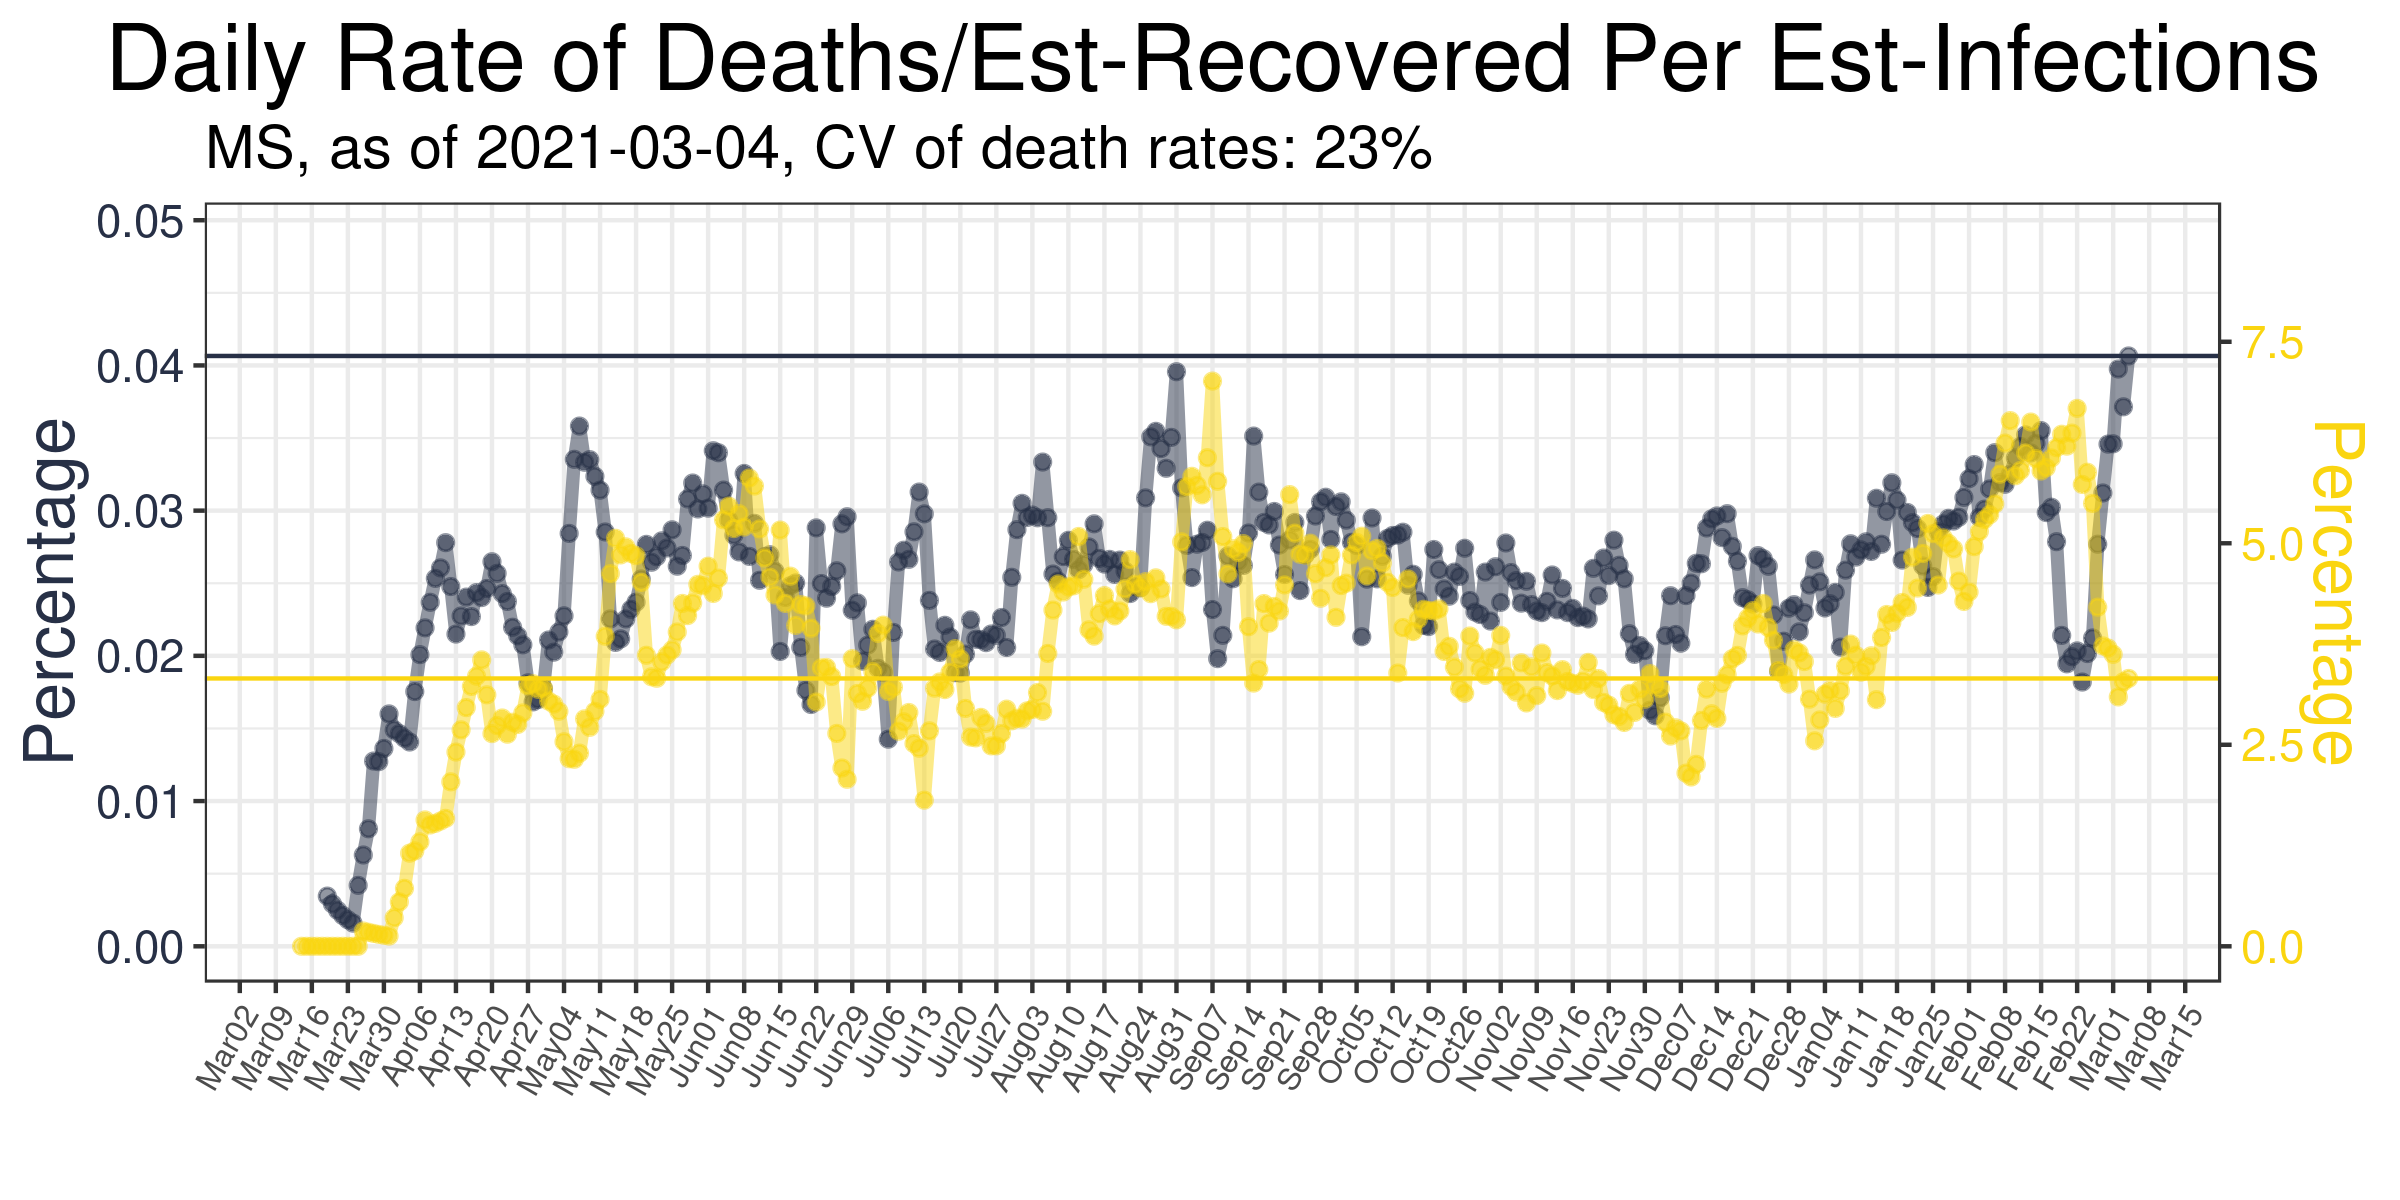 Daily Rate of Deaths/Est-Recovered Per Est-Infections
MS, as of 2021-03-04, CV of death rates: 23%
0.05
0.04
0.03
0.02
0.01
0.00
Percentage
7.5
5.0
2.5
0.0
Percentage
Mar02
Mar09
Mar16
Mar23
Mar30
Apr06
Apr13
Apr20
Apr27
May04
May11
May18
May25
Jun01
Jun08
Jun15
Jun22
Jun29
Jul06
Jul13
Jul20
Jul27
Aug03
Aug10
Aug17
Aug24
Aug31
Sep07
Sep14
Sep21
Sep28
Oct05
Oct12
Oct19
Oct26
Nov02
Nov09
Nov16
Nov23
Nov30
Dec07
Dec14
Dec21
Dec28
Jan04
Jan11
Jan18
Jan25
Feb01
Feb08
Feb15
Feb22
Mar01
Mar08
Mar15